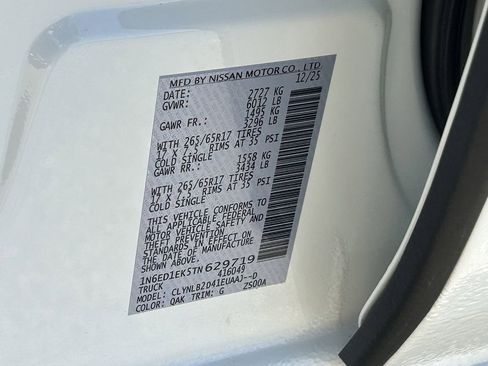 MFD BY NISSAN MOTOR CO., LTD.
DATE: 12/25
GVWR: 2727 KG
6012 LB
GAWR FR.: 1495 KG
3296 LB
WITH 265/65R17 TIRES
17 X 7.5 RIMS AT 35 PSI
COLD SINGLE
GAWR RR.: 1558 KG
3434 LB
WITH 265/65R17 TIRES
17 X 7.5 RIMS AT 35 PSI
COLD SINGLE
THIS VEHICLE CONFORMS TO
ALL APPLICABLE FEDERAL
MOTOR VEHICLE SAFETY AND
STANDARDS IN EFFECT ON
THE DATE OF MANUFACTURE
SHOWN ABOVE.
1N6ED1EK5TN629719
TRUCK 416049
MODEL: CLYNLB2D41EUAAJ--D
COLOR: QAK TRIM: G Z500A